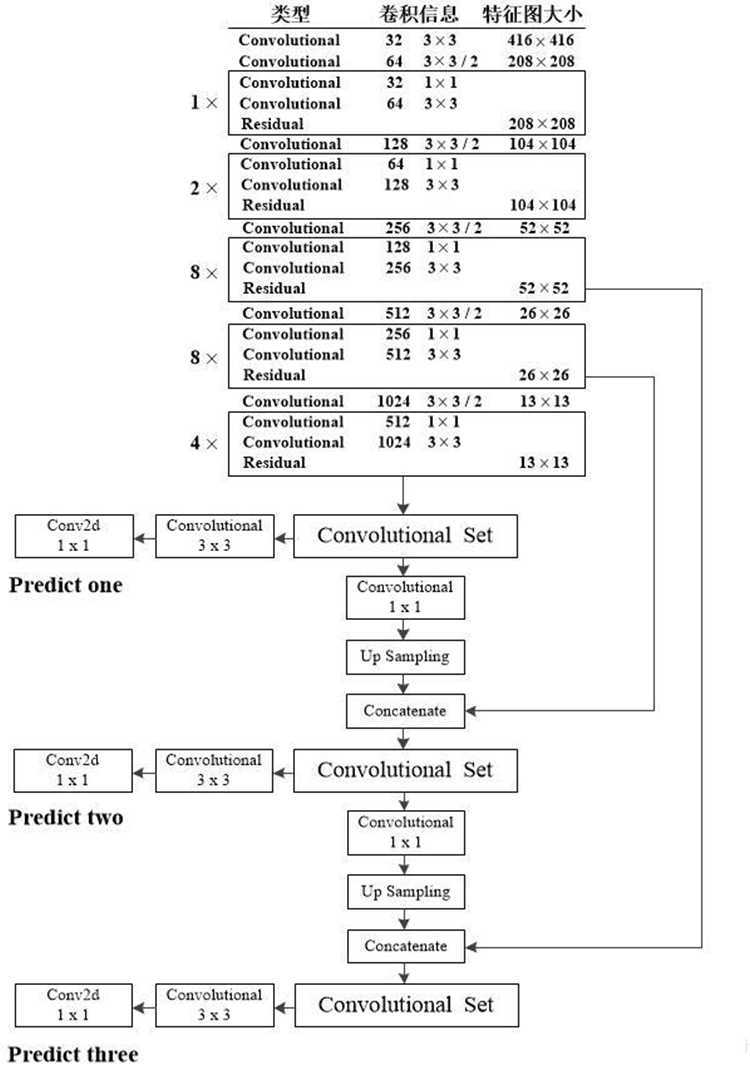 类型 卷积信息 特征图大小
Convolutional 32 3×3 416×416
Convolutional 64 3×3/2 208×208
Convolutional 32 1×1
1× Convolutional 64 3×3
Residual 208×208
Convolutional 128 3×3/2 104×104
Convolutional 64 1×1
2× Convolutional 128 3×3
Residual 104×104
Convolutional 256 3×3/2 52×52
Convolutional 128 1×1
8× Convolutional 256 3×3
Residual 52×52
Convolutional 512 3×3/2 26×26
Convolutional 256 1×1
8× Convolutional 512 3×3
Residual 26×26
Convolutional 1024 3×3/2 13×13
Convolutional 512 1×1
4× Convolutional 1024 3×3
Residual 13×13
Conv2d
1 x 1
Convolutional
3 x 3
Convolutional Set
Predict one
Convolutional
1 x 1
Up Sampling
Concatenate
Conv2d
1 x 1
Convolutional
3 x 3
Convolutional Set
Predict two
Convolutional
1 x 1
Up Sampling
Concatenate
Conv2d
1 x 1
Convolutional
3 x 3
Convolutional Set
Predict three